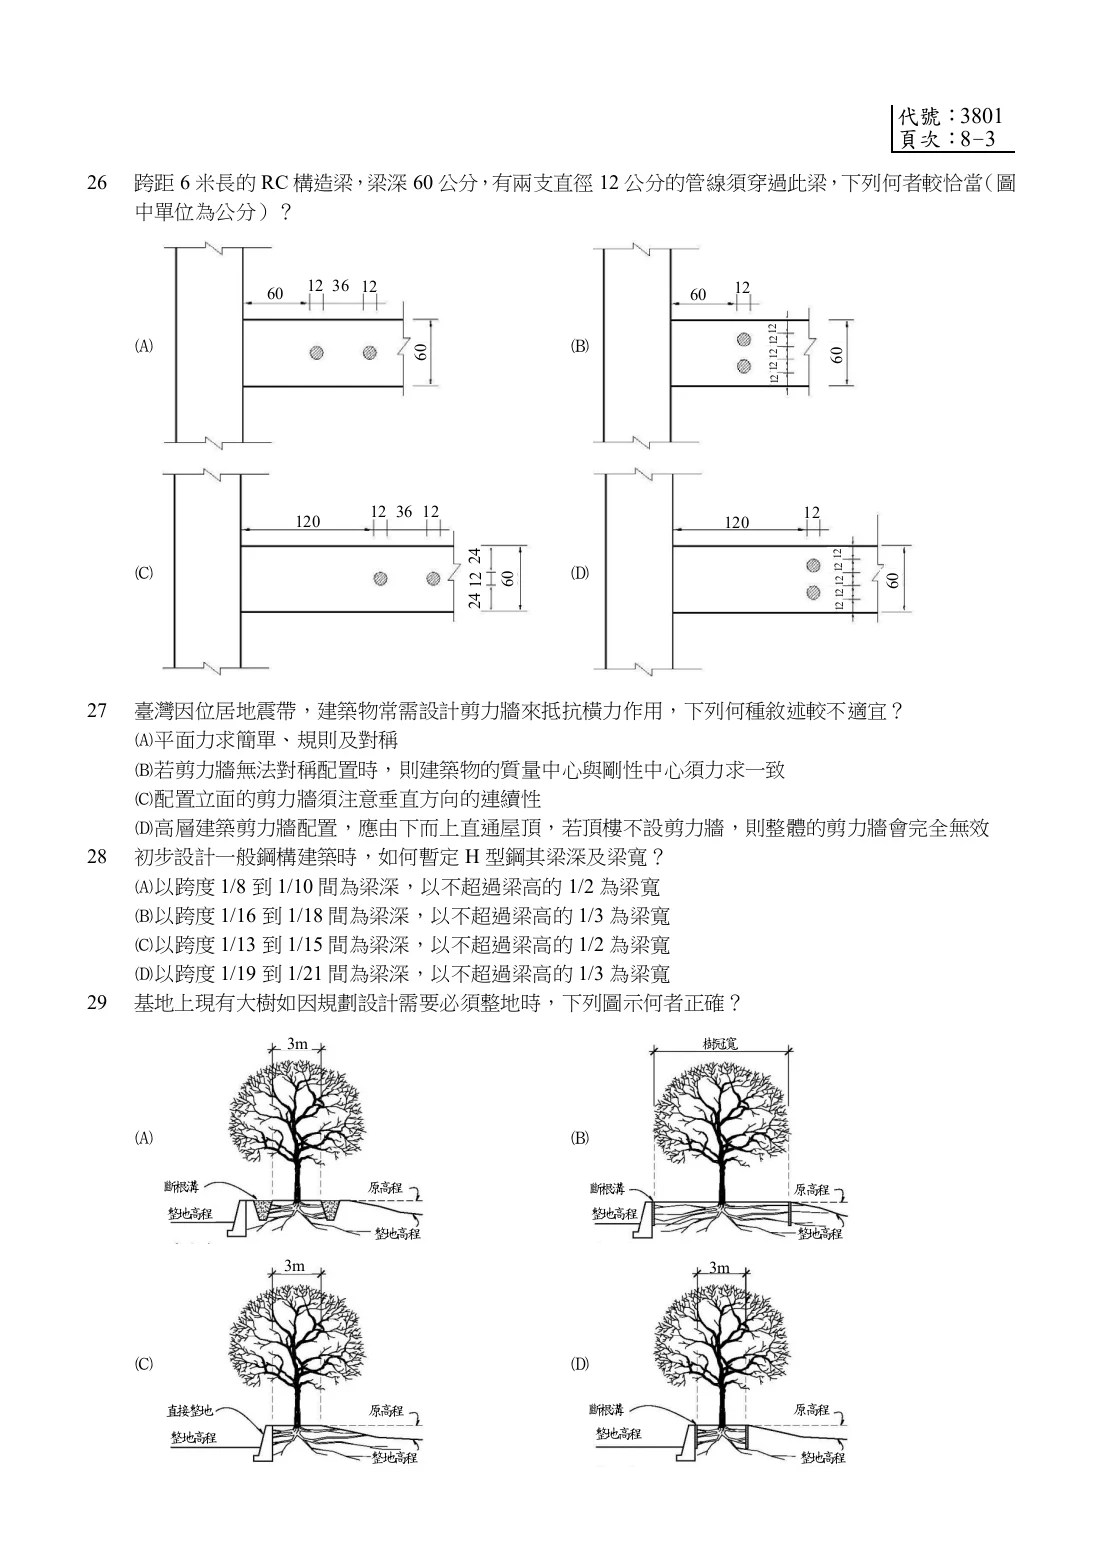 代號：3801
頁次：8-3
26 跨距 6 米長的 RC 構造梁，梁深 60 公分，有兩支直徑 12 公分的管線須穿過此梁，下列何者較恰當（圖
中單位為公分）？
(A)
60 12 36 12
60
(B)
60 12
12 12 12 12 12
60
(C)
120 12 36 12
24 12 24
60
(D)
120 12
12 12 12 12 12
60
27 臺灣因位居地震帶，建築物常需設計剪力牆來抵抗橫力作用，下列何種敘述較不適宜？
(A)平面力求簡單、規則及對稱
(B)若剪力牆無法對稱配置時，則建築物的質量中心與剛性中心須力求一致
(C)配置立面的剪力牆須注意垂直方向的連續性
(D)高層建築剪力牆配置，應由下而上直通屋頂，若頂樓不設剪力牆，則整體的剪力牆會完全無效
28 初步設計一般鋼構建築時，如何暫定 H 型鋼其梁深及梁寬？
(A)以跨度 1/8 到 1/10 間為梁深，以不超過梁高的 1/2 為梁寬
(B)以跨度 1/16 到 1/18 間為梁深，以不超過梁高的 1/3 為梁寬
(C)以跨度 1/13 到 1/15 間為梁深，以不超過梁高的 1/2 為梁寬
(D)以跨度 1/19 到 1/21 間為梁深，以不超過梁高的 1/3 為梁寬
29 基地上現有大樹如因規劃設計需要必須整地時，下列圖示何者正確？
(A)
3m
斷根溝
原高程
整地高程
整地高程
(B)
樹冠寬
斷根溝
原高程
整地高程
整地高程
(C)
3m
直接整地
原高程
整地高程
整地高程
(D)
3m
斷根溝
原高程
整地高程
整地高程